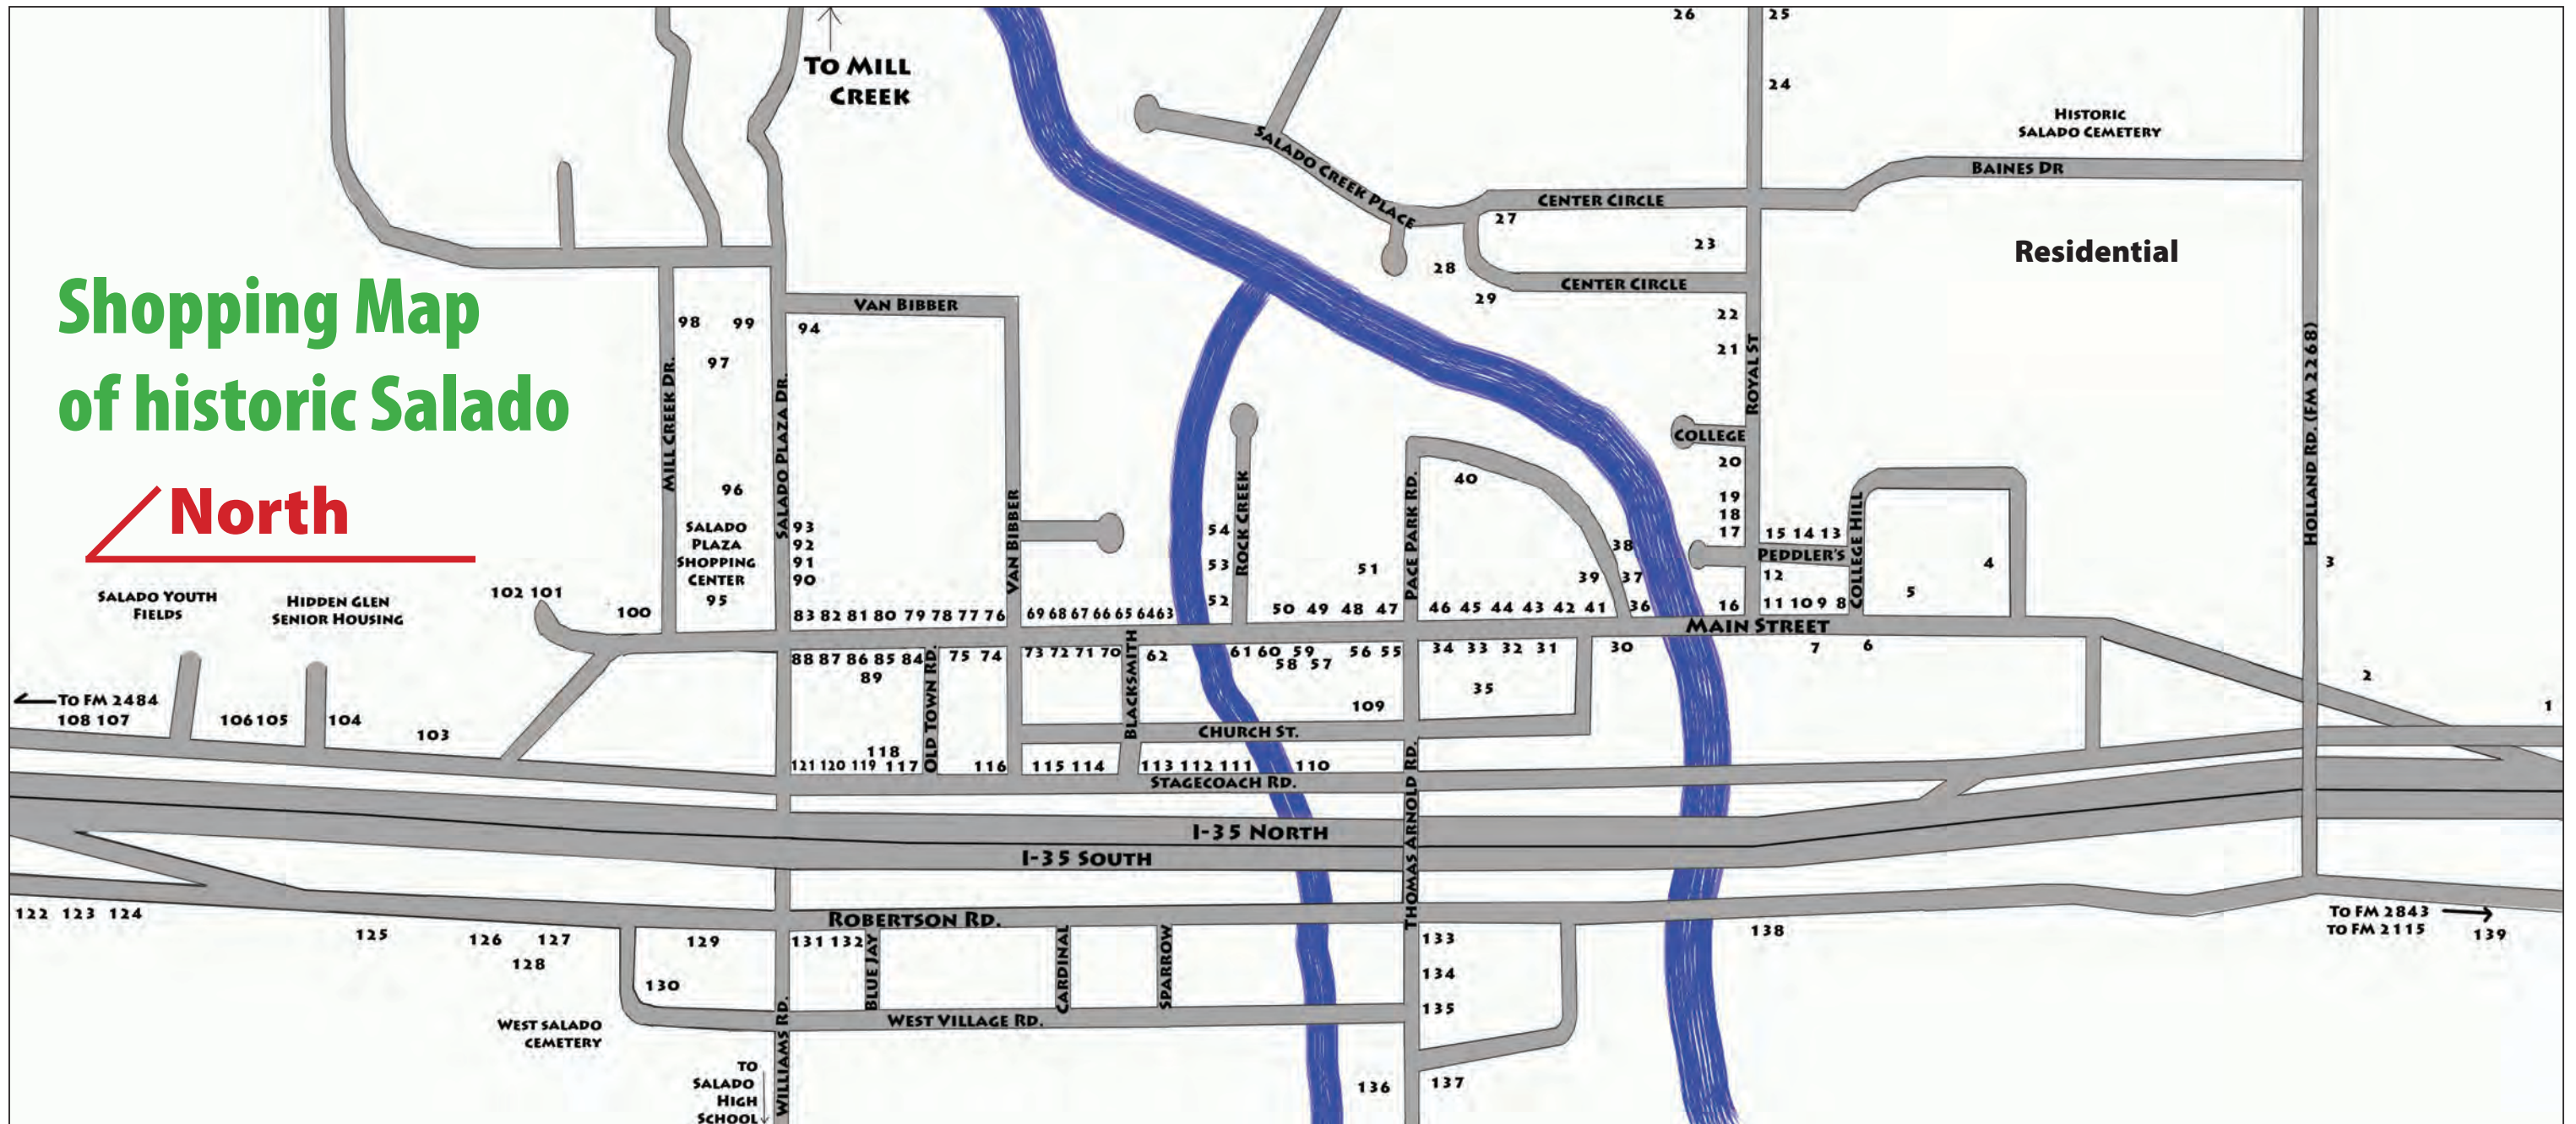 26 25
TO MILL
CREEK
24
HISTORIC
SALADO CEMETERY
SALADO CREEK PLACE
BAINES DR
CENTER CIRCLE
27
23
Residential
28
CENTER CIRCLE
29
Shopping Map
of historic Salado
North
VAN BIBBER
98 99 94
97
22
21
MILL CREEK DR.
SALADO PLAZA DR.
ROYAL ST
HOLLAND RD. (FM 2268)
COLLEGE
20
40
96
19
18
17
15 14 13
PEDDLER'S
COLLEGE HILL
12
SALADO
PLAZA
SHOPPING
CENTER
95
93
92
91
90
VAN BIBBER
54
53
52
ROCK CREEK
51
PACE PARK RD.
38
39 37
4
5
3
SALADO YOUTH
FIELDS
HIDDEN GLEN
SENIOR HOUSING
102 101
100
83 82 81 80 79 78 77 76
69 68 67 66 65 64 63
50 49 48 47
46 45 44 43 42 41
36
16
11 10 9 8
MAIN STREET
88 87 86 85 84
89
OLD TOWN RD.
75 74
73 72 71 70
BLACKSMITH
62
61 60 59
58 57
56 55
34 33 32 31
30
7 6
35
2
1
TO FM 2484
108 107
106 105
104
103
109
CHURCH ST.
118
121 120 119 117
116
115 114
113 112 111
110
STAGECOACH RD.
THOMAS ARNOLD RD.
I-35 NORTH
I-35 SOUTH
122 123 124
ROBERTSON RD.
TO FM 2843
TO FM 2115
139
125
126 127
128
129
131 132
BLUE JAY
CARDINAL
SPARROW
133
134
135
138
130
WEST VILLAGE RD.
WEST SALADO
CEMETERY
WILLIAMS RD.
TO
SALADO
HIGH
SCHOOL
136
137